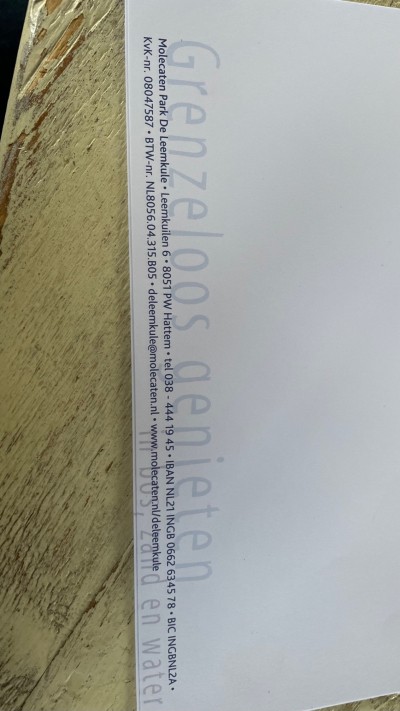 Grenzeloos genieten
in bos, zand en water
Molecaten Park De Leemkule • Leemkuilen 6 • 8051 PW Hattem • tel 038 - 444 19 45 • IBAN NL21 INGB 0662 6345 78 • BIC INGBNL2A •
KvK-nr. 08047587 • BTW-nr. NL8056.04.315.B05 • deleemkule@molecaten.nl • www.molecaten.nl/deleemkule